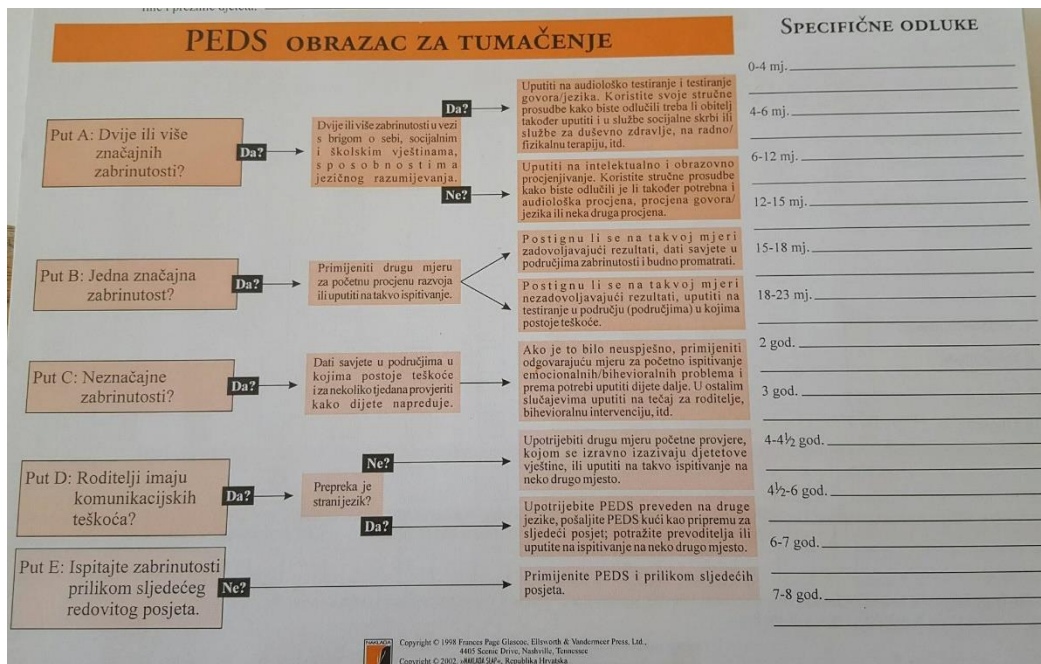 Ime i prezime djeteta:
PEDS OBRAZAC ZA TUMAČENJE
Put A: Dvije ili više
značajnih
zabrinutosti?
Da?
Dvije ili više zabrinutosti u vezi
s brigom o sebi, socijalnim
i školskim vještinama,
sposobnostima
jezičnog razumijevanja.
Da?
Uputiti na audiološko testiranje i testiranje
govora/jezika. Koristite svoje stručne
prosudbe kako biste odlučili treba li obitelj
također uputiti i u službe socijalne skrbi ili
službe za duševno zdravlje, na radno/
fizikalnu terapiju, itd.
Ne?
Uputiti na intelektualno i obrazovno
procjenjivanje. Koristite stručne prosudbe
kako biste odlučili je li također potrebna i
audiološka procjena, procjena govora/
jezika ili neka druga procjena.
Put B: Jedna značajna
zabrinutost?
Da?
Primijeniti drugu mjeru
za početnu procjenu razvoja
ili uputiti na takvo ispitivanje.
Postignu li se na takvoj mjeri
zadovoljavajući rezultati, dati savjete u
područjima zabrinutosti i budno promatrati.
Postignu li se na takvoj mjeri
nezadovoljavajući rezultati, uputiti na
testiranje u području (područjima) u kojima
postoje teškoće.
Put C: Neznačajne
zabrinutosti?
Da?
Dati savjete u područjima u
kojima postoje teškoće
i za nekoliko tjedana provjeriti
kako dijete napreduje.
Ako je to bilo neuspješno, primijeniti
odgovarajuću mjeru za početno ispitivanje
emocionalnih/bihevioralnih problema i
prema potrebi uputiti dijete dalje. U ostalim
slučajevima uputiti na tečaj za roditelje,
bihevioralnu intervenciju, itd.
Put D: Roditelji imaju
komunikacijskih
teškoća?
Da?
Prepreka je
strani jezik?
Ne?
Upotrijebiti drugu mjeru početne provjere,
kojom se izravno izazivaju djetetove
vještine, ili uputiti na takvo ispitivanje na
neko drugo mjesto.
Da?
Upotrijebite PEDS preveden na druge
jezike, pošaljite PEDS kući kao pripremu za
sljedeći posjet; potražite prevoditelja ili
uputite na ispitivanje na neko drugo mjesto.
Put E: Ispitajte zabrinutosti
prilikom sljedećeg
redovitog posjeta.
Ne?
Primijenite PEDS i prilikom sljedećih
posjeta.
SPECIFIČNE ODLUKE
0-4 mj.
4-6 mj.
6-12 mj.
12-15 mj.
15-18 mj.
18-23 mj.
2 god.
3 god.
4-4½ god.
4½-6 god.
6-7 god.
7-8 god.
NAKLADA
Copyright © 1998 Frances Page Glascoe, Ellsworth & Vandermeer Press, Ltd.,
4405 Scenic Drive, Nashville, Tennessee
Copyright © 2002. »NAKLADA SLAP«, Republika Hrvatska